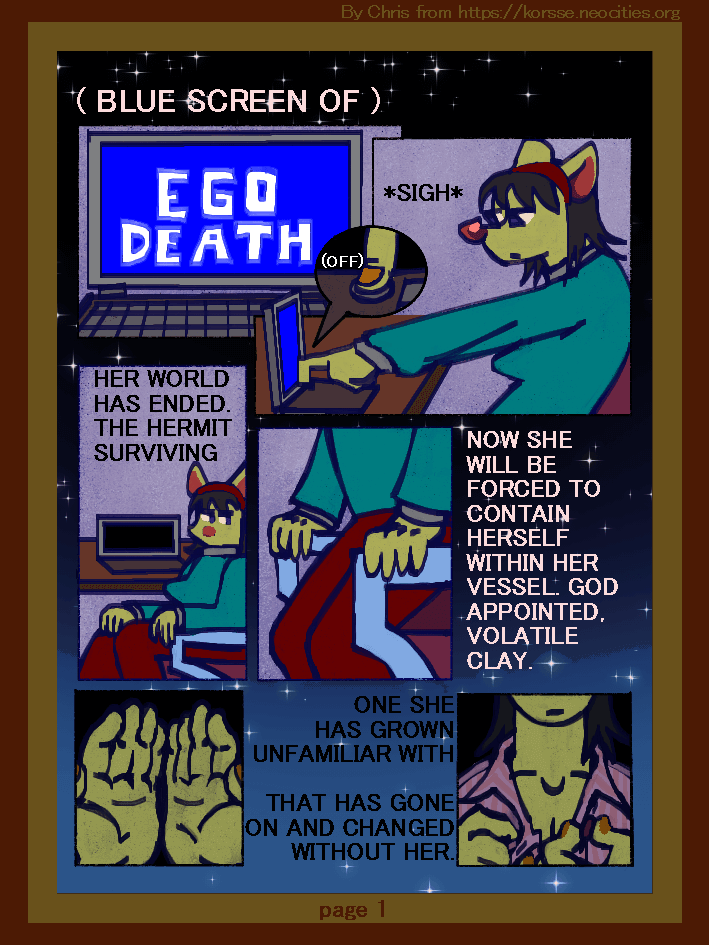 By Chris from https://korsse.neocities.org
( BLUE SCREEN OF )
EGO
DEATH
*SIGH*
(OFF)
HER WORLD
HAS ENDED.
THE HERMIT
SURVIVING
NOW SHE
WILL BE
FORCED TO
CONTAIN
HERSELF
WITHIN HER
VESSEL. GOD
APPOINTED,
VOLATILE
CLAY.
ONE SHE
HAS GROWN
UNFAMILIAR WITH
THAT HAS GONE
ON AND CHANGED
WITHOUT HER.
page 1